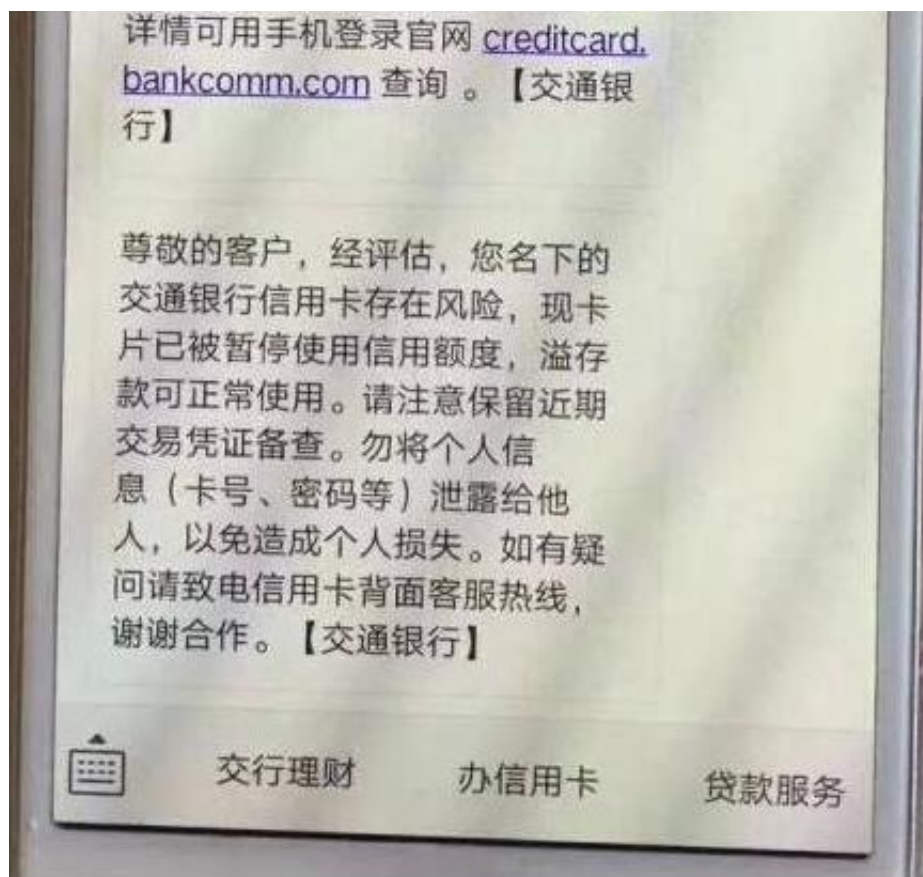 详情可用手机登录官网 creditcard.
bankcomm.com 查询 。【交通银
行】
尊敬的客户，经评估，您名下的
交通银行信用卡存在风险，现卡
片已被暂停使用信用额度，溢存
款可正常使用。请注意保留近期
交易凭证备查。勿将个人信
息（卡号、密码等）泄露给他
人，以免造成个人损失。如有疑
问请致电信用卡背面客服热线，
谢谢合作。【交通银行】
交行理财 办信用卡 贷款服务